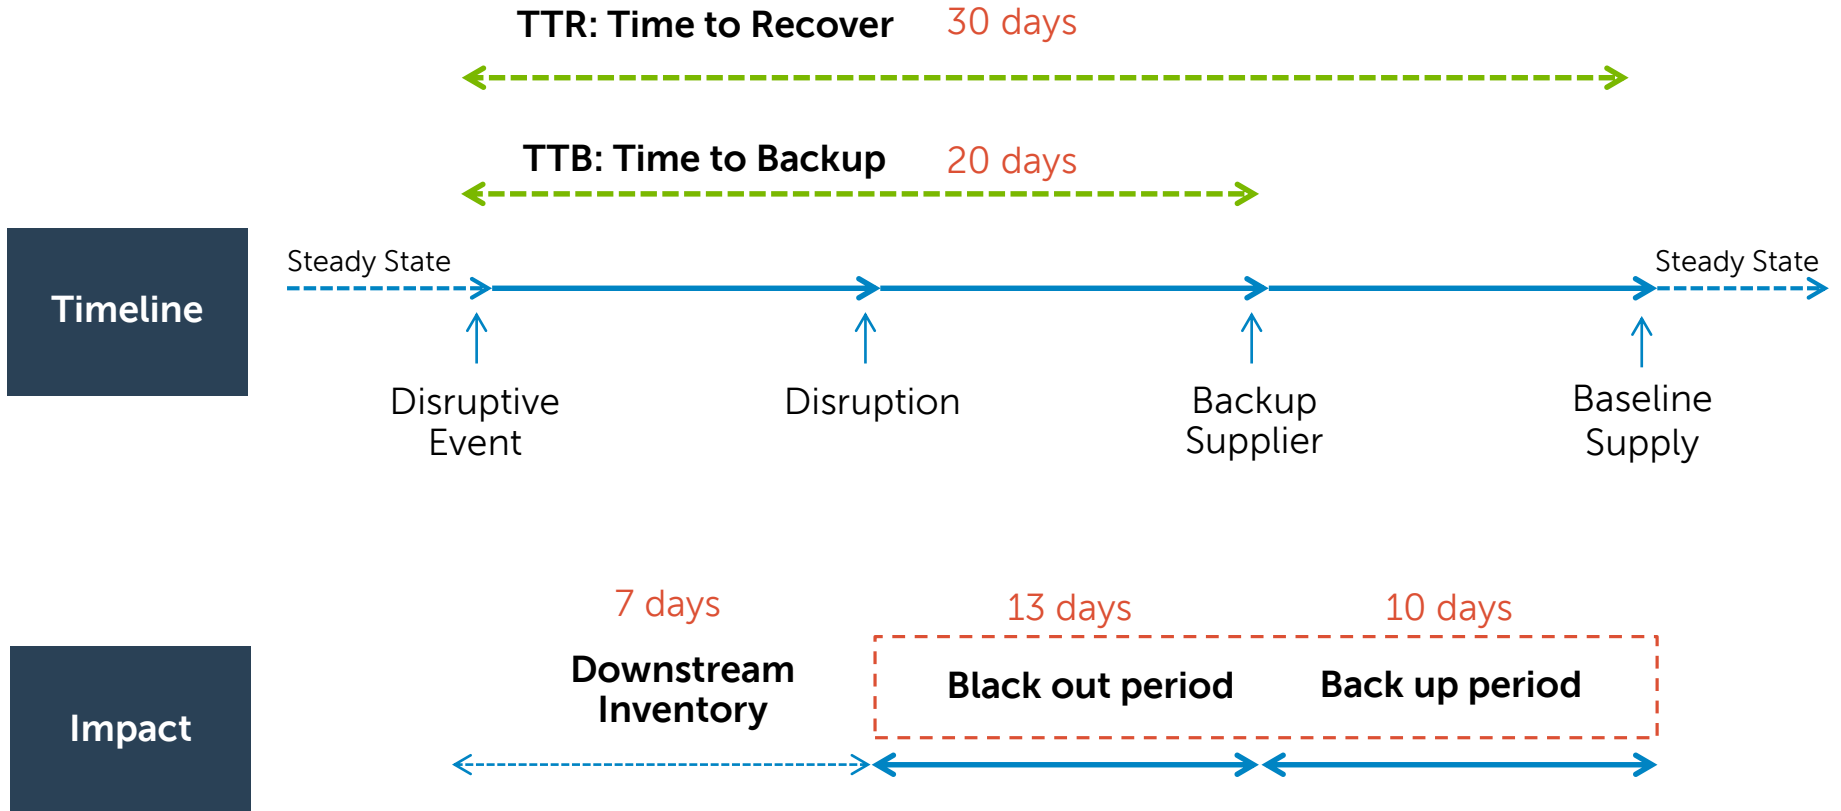 TTR: Time to Recover 30 days
TTB: Time to Backup 20 days
Timeline
Steady State
Steady State
Disruptive
Event
Disruption
Backup
Supplier
Baseline
Supply
Impact
7 days
13 days
10 days
Downstream
Inventory
Black out period
Back up period